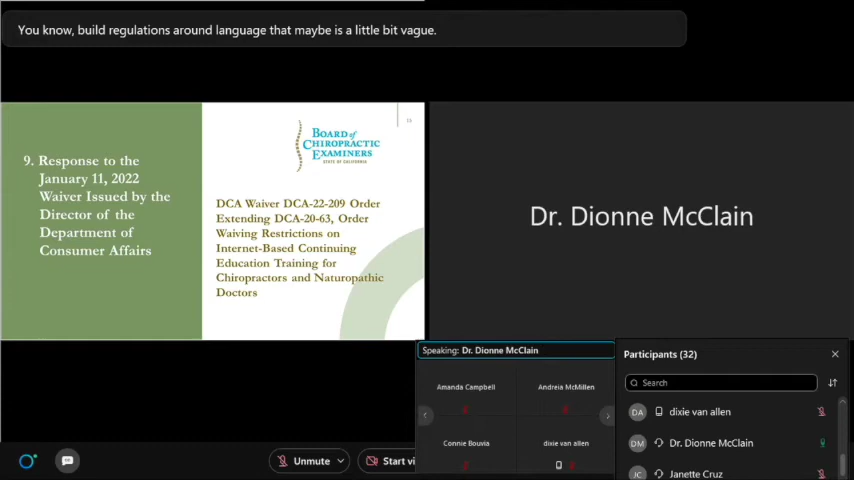 You know, build regulations around language that maybe is a little bit vague.
15
9. Response to the
January 11, 2022
Waiver Issued by the
Director of the
Department of
Consumer Affairs
BOARD of
CHIROPRACTIC
EXAMINERS
STATE OF CALIFORNIA
DCA Waiver DCA-22-209 Order
Extending DCA-20-63, Order
Waiving Restrictions on
Internet-Based Continuing
Education Training for
Chiropractors and Naturopathic
Doctors
Dr. Dionne McClain
Speaking: Dr. Dionne McClain
Amanda Campbell
Andreia McMillen
Connie Bouvia
dixie van allen
Participants (32)
Search
DA dixie van allen
DM Dr. Dionne McClain
JC Janette Cruz
Unmute
Start vi